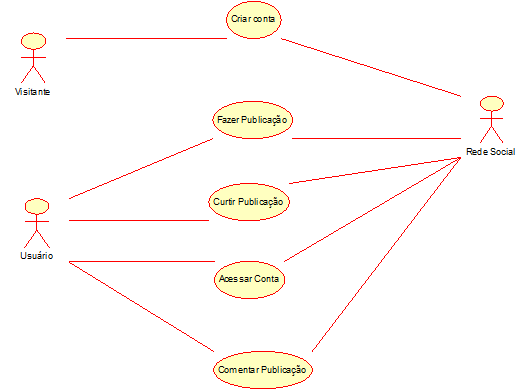 Criar conta
Visitante
Fazer Publicação
Rede Social
Curtir Publicação
Usuário
Acessar Conta
Comentar Publicação